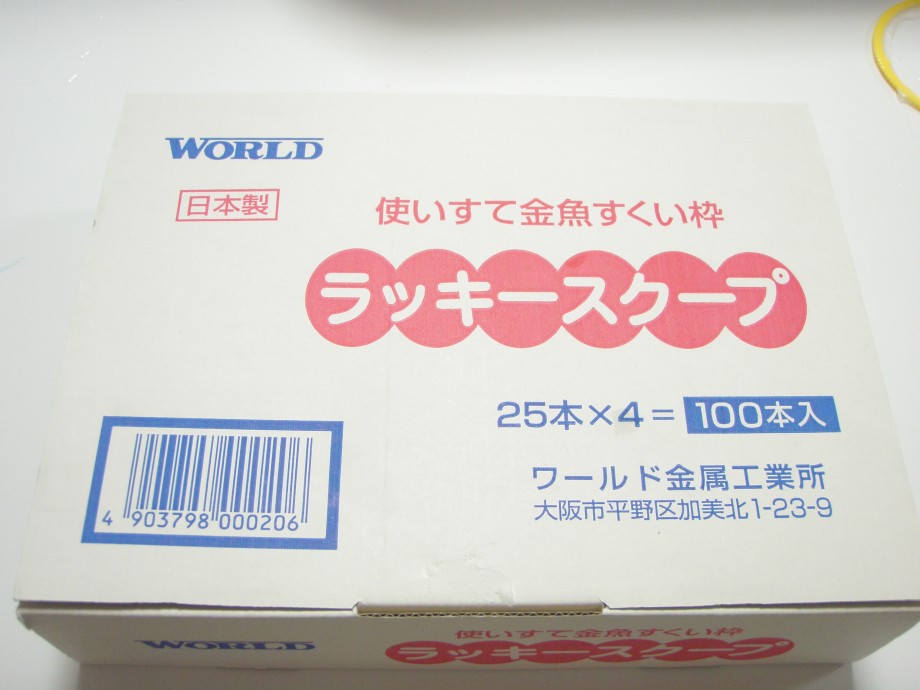 WORLD
日本製
使いすて金魚すくい枠
ラッキースクープ
25本×4= 100本入
ワールド金属工業所
大阪市平野区加美北1-23-9
4 903798 000206
使いすて金魚すくい枠
WORLD
ラッキースクープ